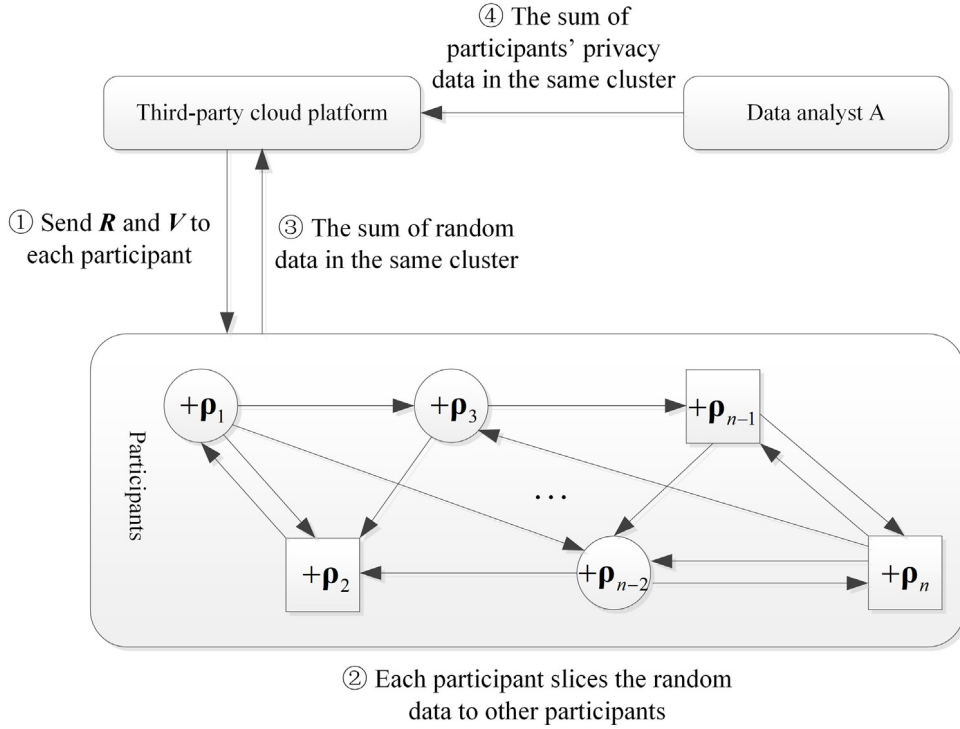 ④ The sum of
participants’ privacy
data in the same cluster
Third-party cloud platform
Data analyst A
① Send R and V to
each participant
③ The sum of random
data in the same cluster
Participants
+ρ₁
+ρ₃
+ρₙ₋₁
...
+ρ₂
+ρₙ₋₂
+ρₙ
② Each participant slices the random
data to other participants